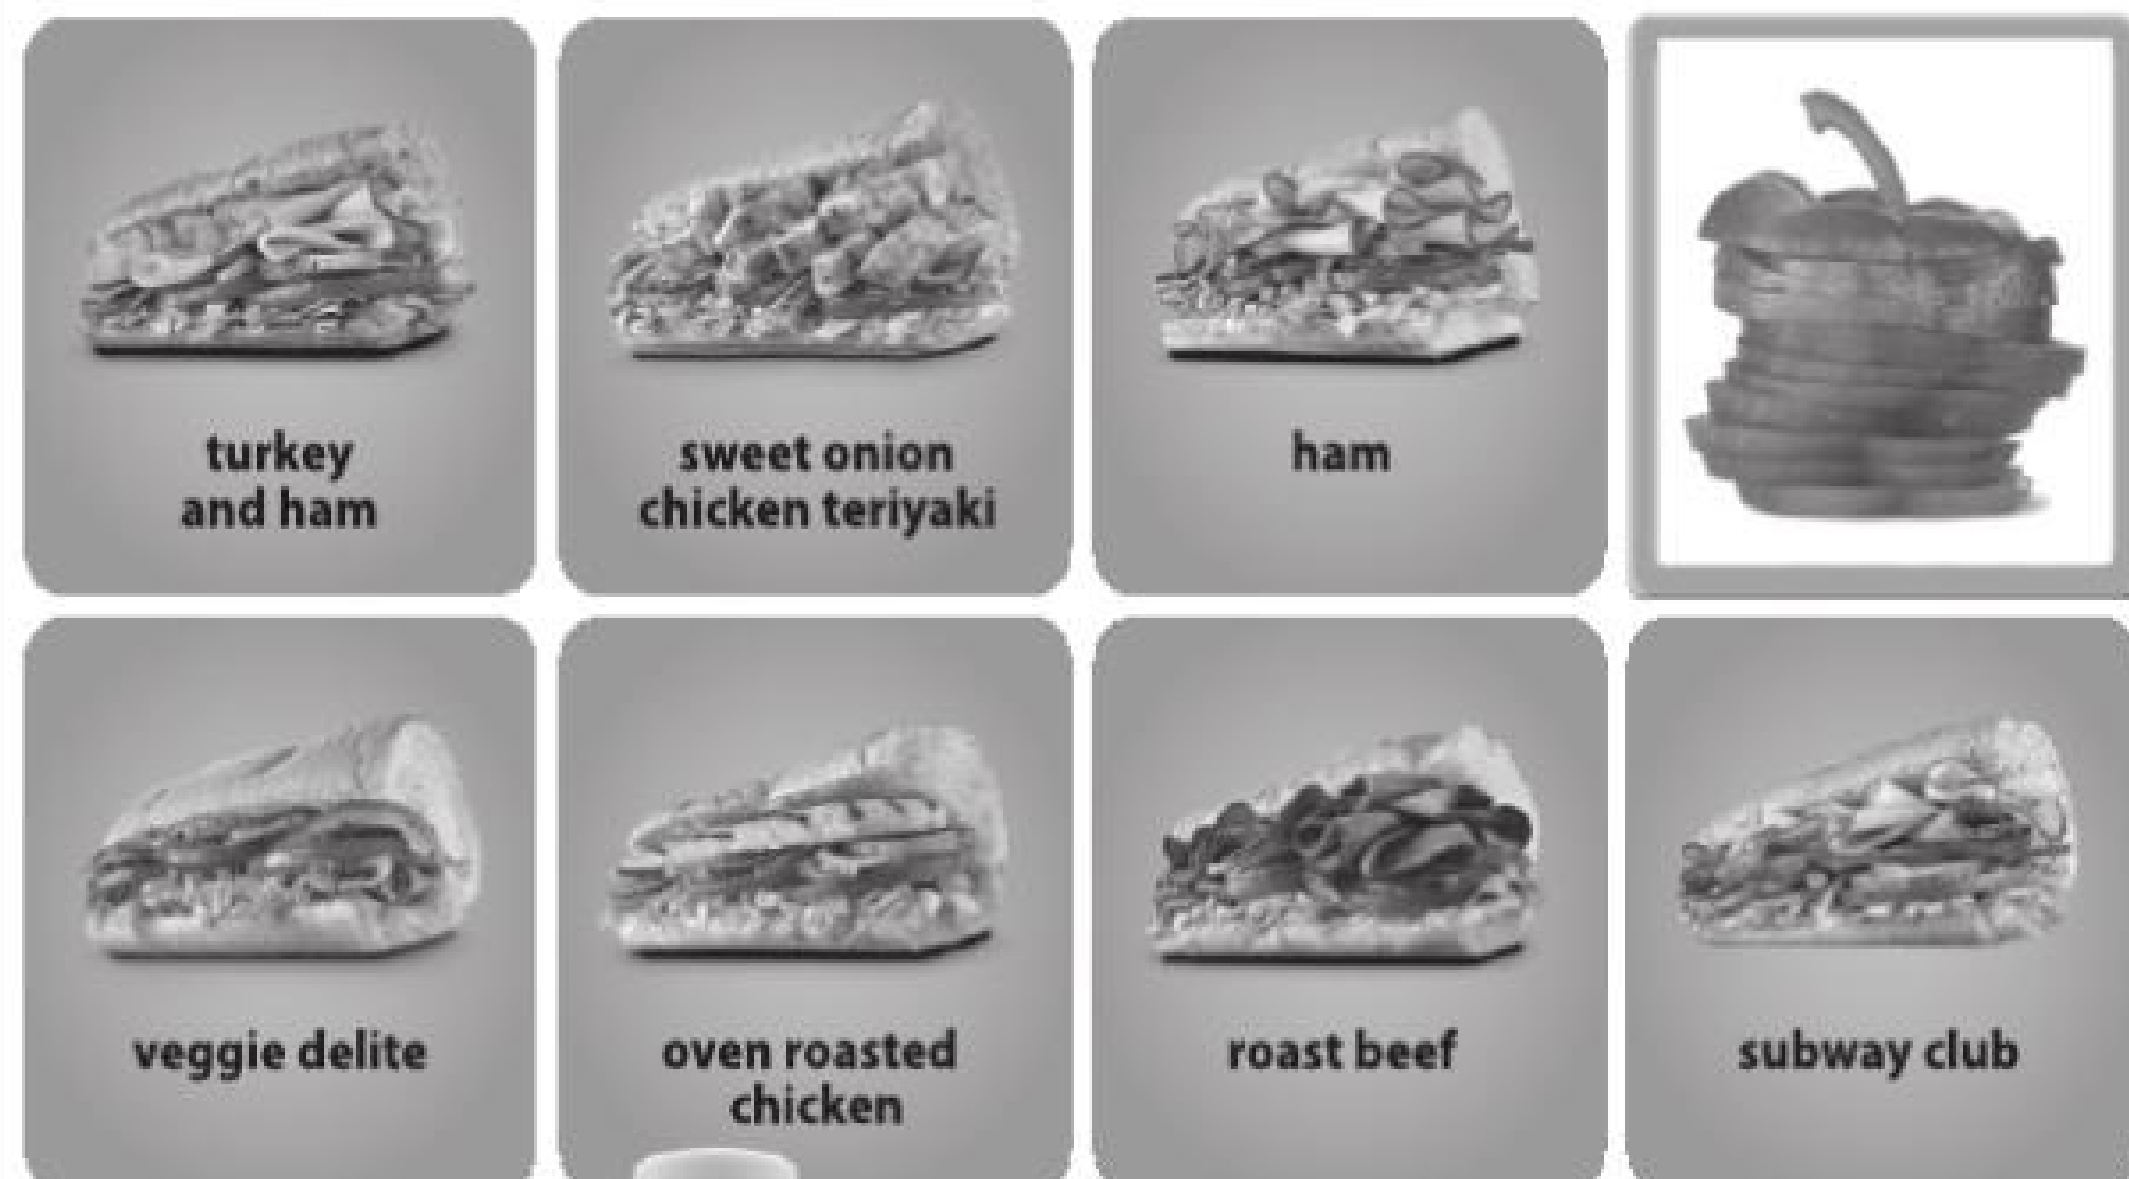 turkey
and ham
sweet onion
chicken teriyaki
ham
veggie delite
oven roasted
chicken
roast beef
subway club